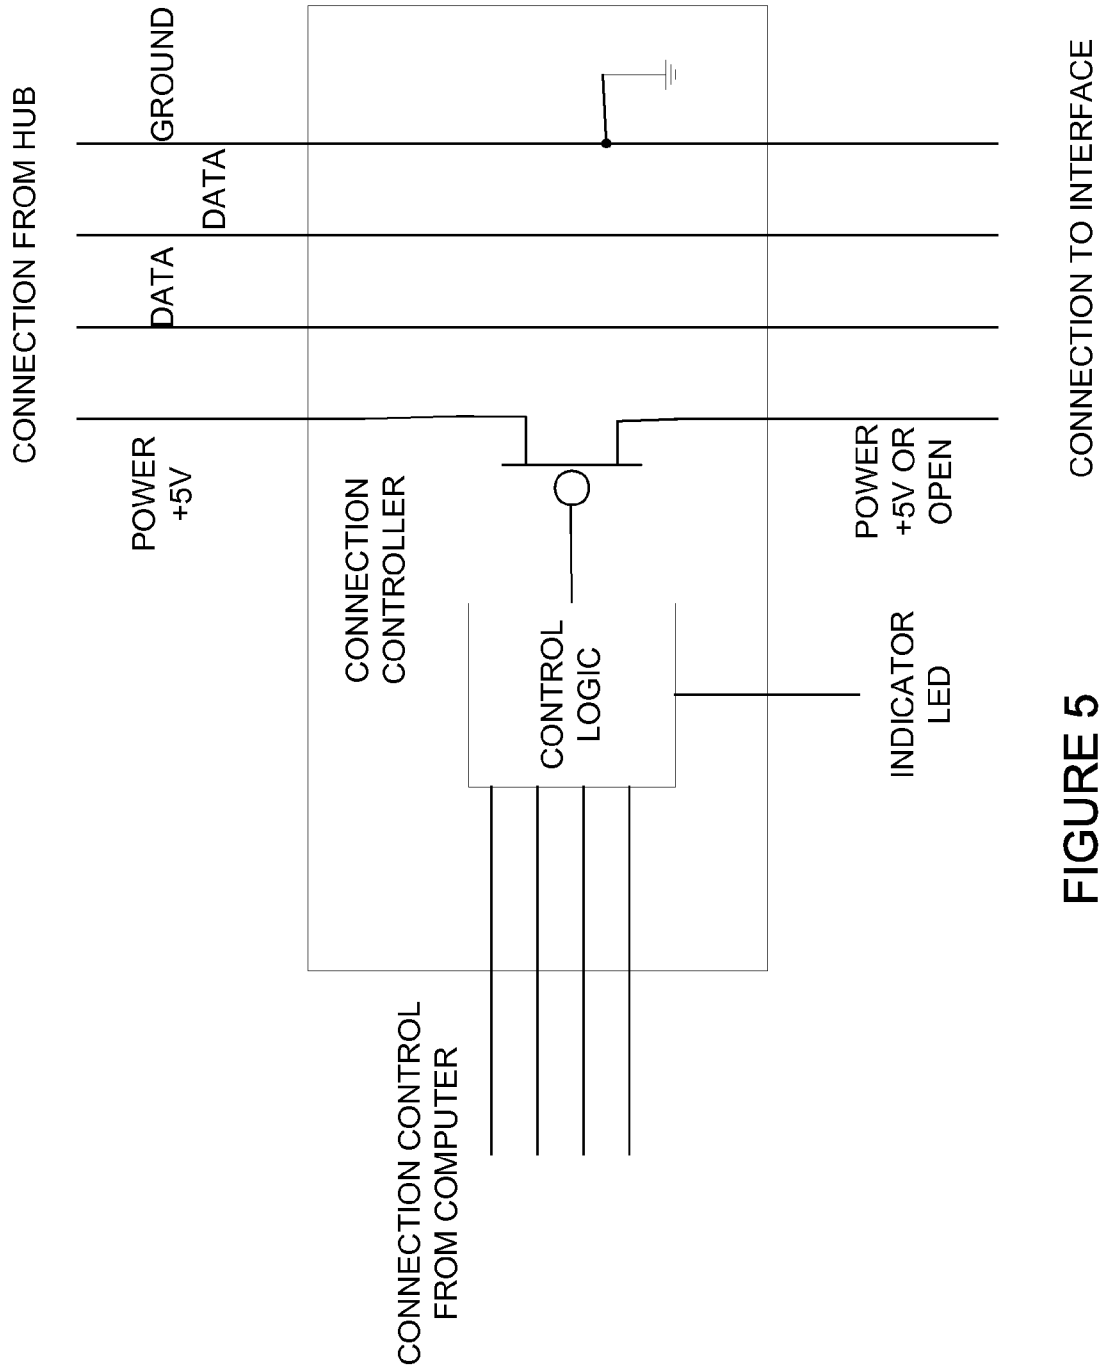 CONNECTION FROM HUB
GROUND
DATA
DATA
POWER
+5V
CONNECTION
CONTROLLER
CONTROL
LOGIC
CONNECTION CONTROL
FROM COMPUTER
POWER
+5V OR
OPEN
INDICATOR
LED
CONNECTION TO INTERFACE
FIGURE 5